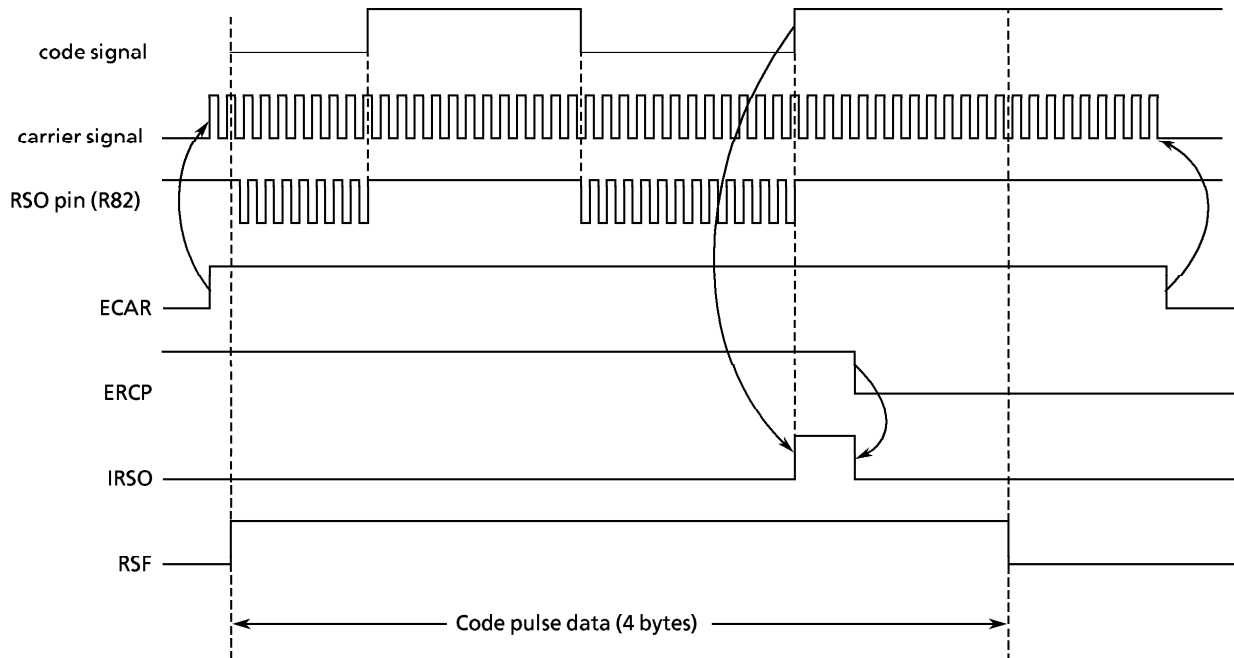 code signal
carrier signal
RSO pin (R82)
ECAR
ERCP
IRSO
RSF
Code pulse data (4 bytes)